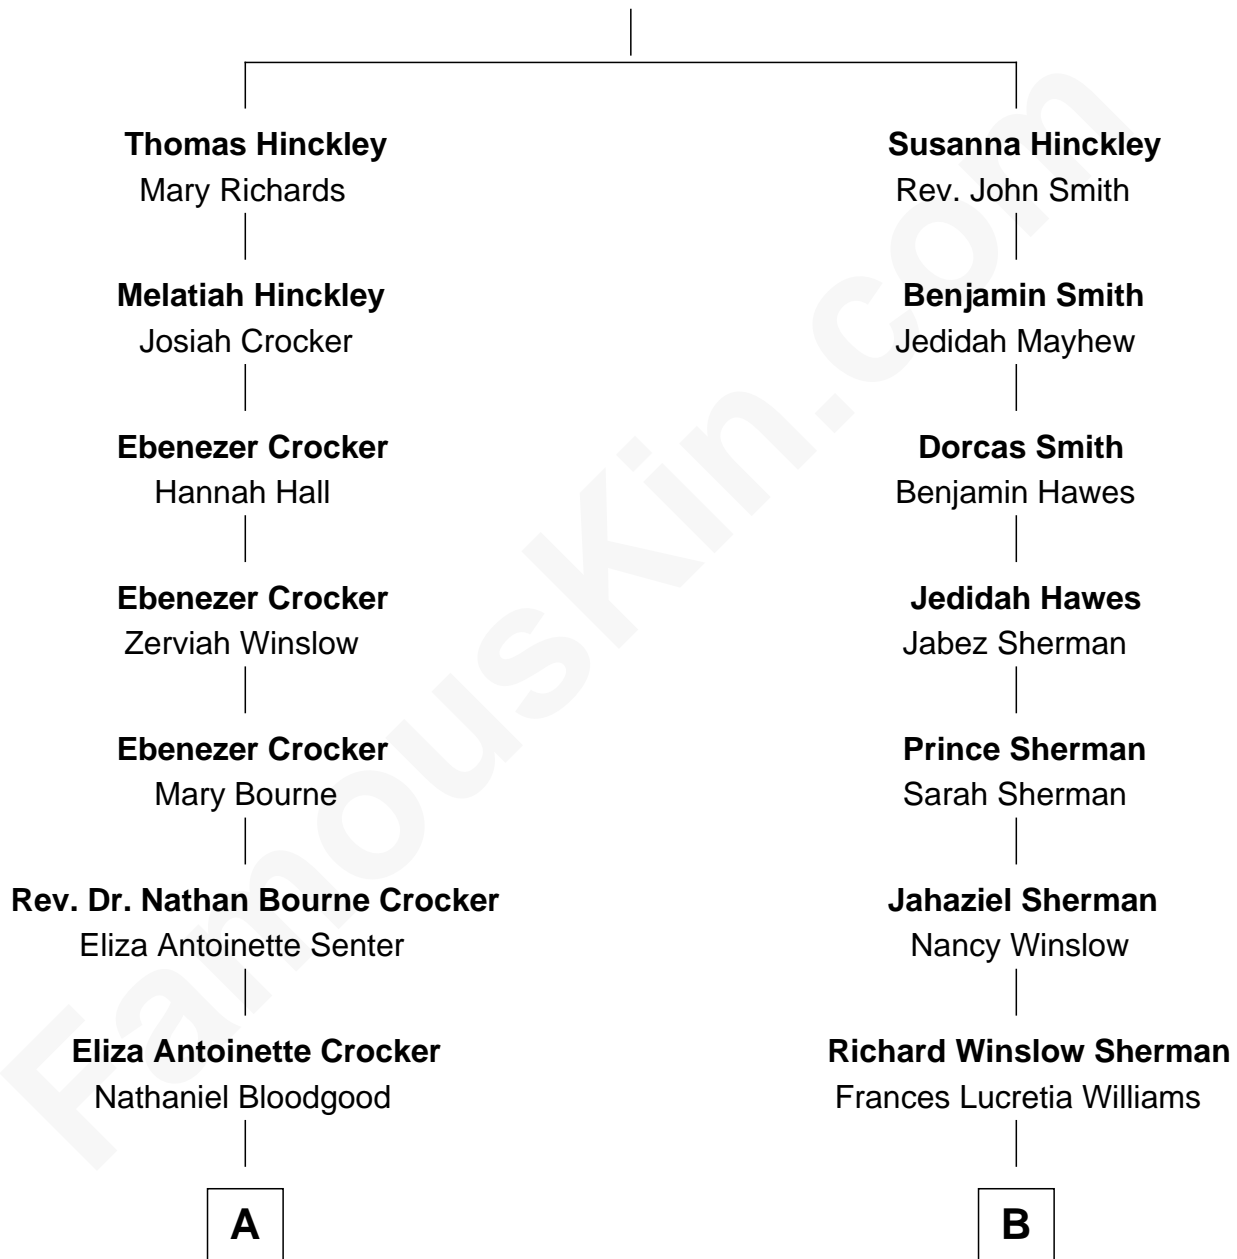 Thomas Hinckley
Mary Richards
Melatiah Hinckley
Josiah Crocker
Ebenezer Crocker
Hannah Hall
Ebenezer Crocker
Zerviah Winslow
Ebenezer Crocker
Mary Bourne
Rev. Dr. Nathan Bourne Crocker
Eliza Antoinette Senter
Eliza Antoinette Crocker
Nathaniel Bloodgood
A
Susanna Hinckley
Rev. John Smith
Benjamin Smith
Jedidah Mayhew
Dorcas Smith
Benjamin Hawes
Jedidah Hawes
Jabez Sherman
Prince Sherman
Sarah Sherman
Jahaziel Sherman
Nancy Winslow
Richard Winslow Sherman
Frances Lucretia Williams
B
FamousKin.com